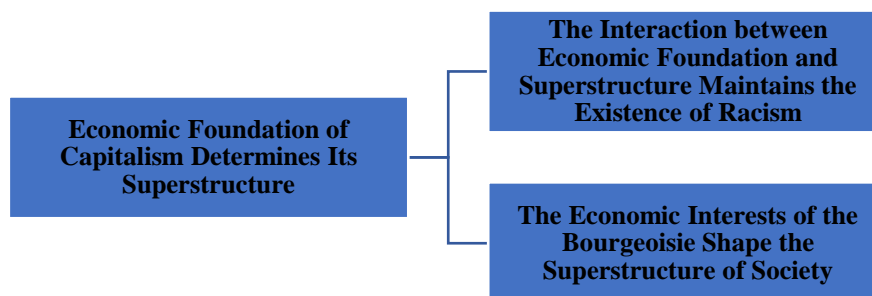 Economic Foundation of
Capitalism Determines Its
Superstructure
The Interaction between
Economic Foundation and
Superstructure Maintains the
Existence of Racism
The Economic Interests of the
Bourgeoisie Shape the
Superstructure of Society